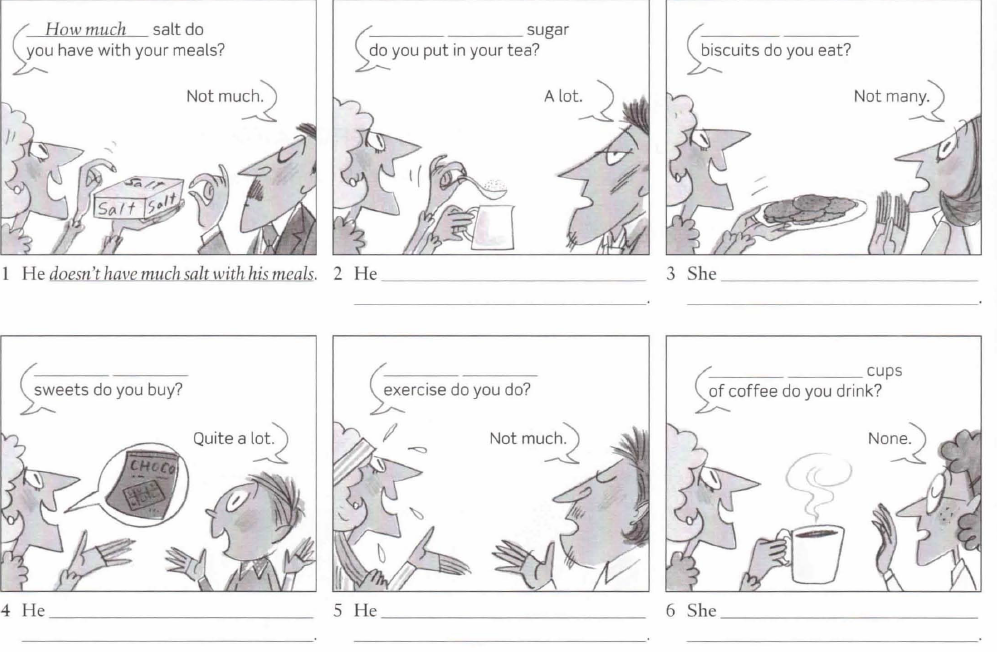 How much salt do
you have with your meals?
Not much.
Salt
Salt Salt
1 He doesn't have much salt with his meals.
sugar
do you put in your tea?
A lot.
2 He
.
biscuits do you eat?
Not many.
3 She
.
sweets do you buy?
Quite a lot.
CHOCO
4 He
.
exercise do you do?
Not much.
5 He
.
cups
of coffee do you drink?
None.
6 She
.